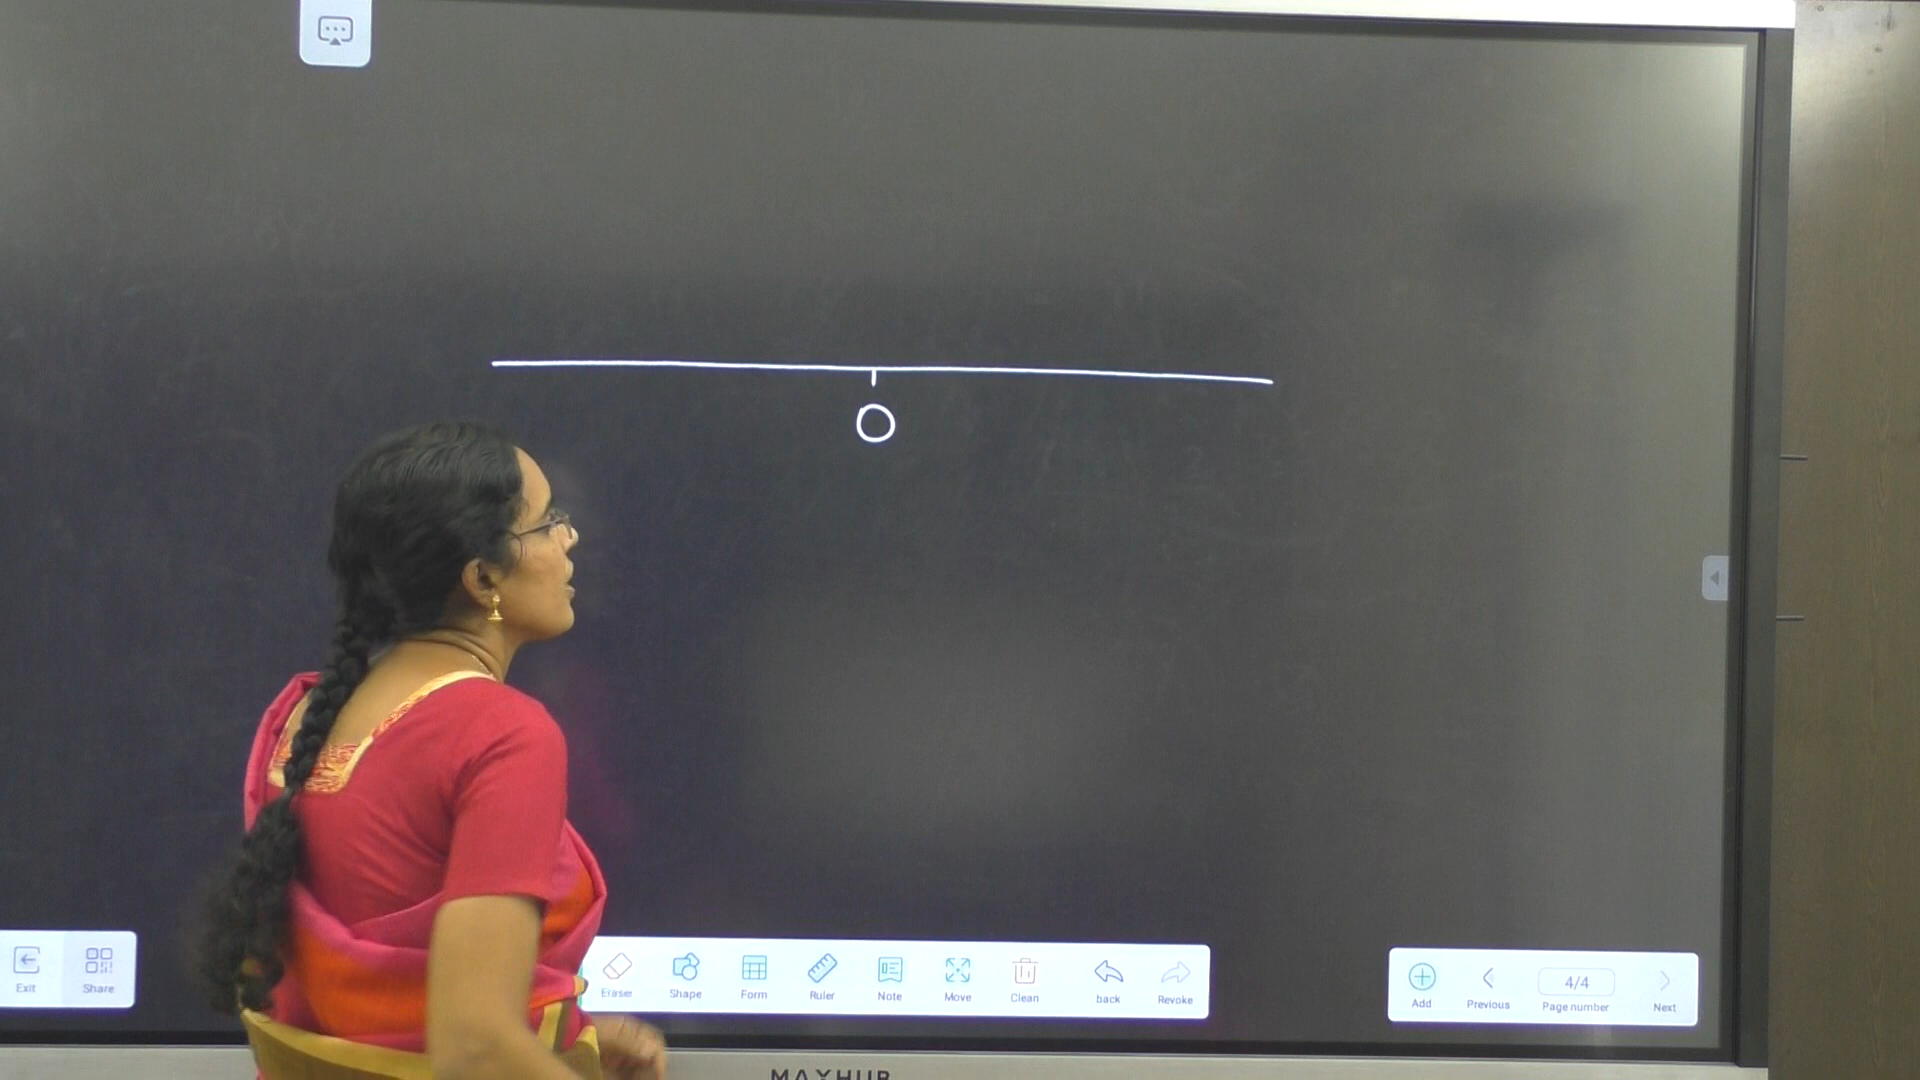 0
Exit
Share
Eraser
Shape
Form
Ruler
Note
Move
Clean
back
Revoke
Add
Previous
4/4
Page number
Next
MAXHUB